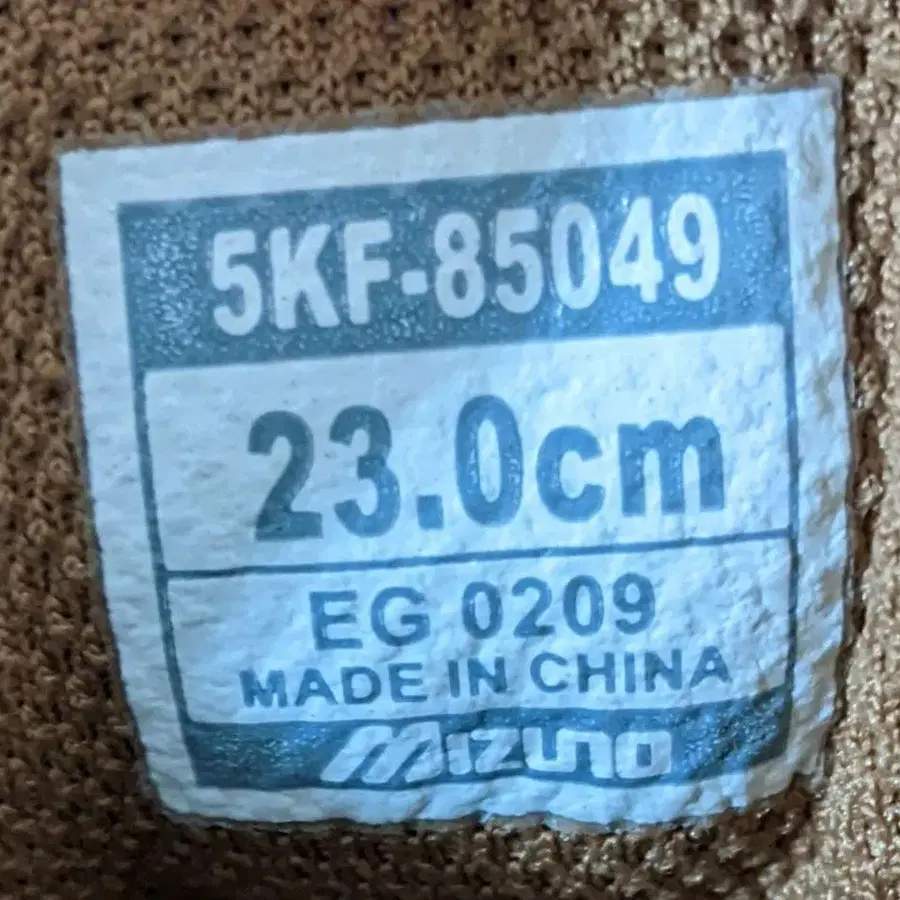 5KF-85049
23.0cm
EG 0209
MADE IN CHINA
MIZUNO